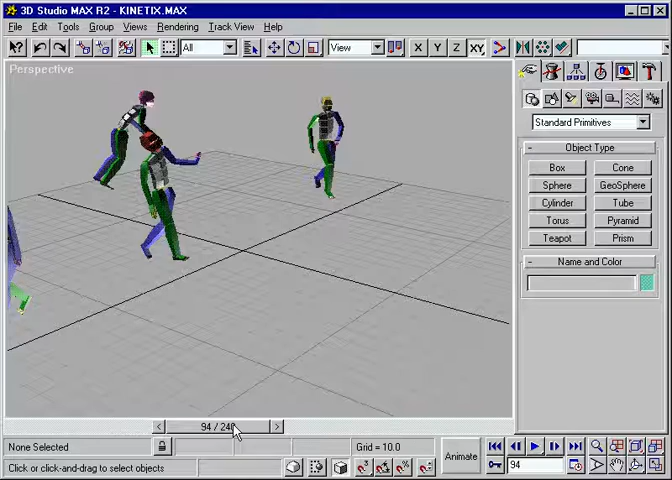 3D Studio MAX R2 - KINETIX.MAX
File Edit Tools Group Views Rendering Track View Help
All View X Y Z XY
Perspective
Standard Primitives
- Object Type
Box Cone
Sphere GeoSphere
Cylinder Tube
Torus Pyramid
Teapot Prism
- Name and Color
< 94 / 240 >
None Selected Grid = 10.0 Animate
Click or click-and-drag to select objects 3 % 94